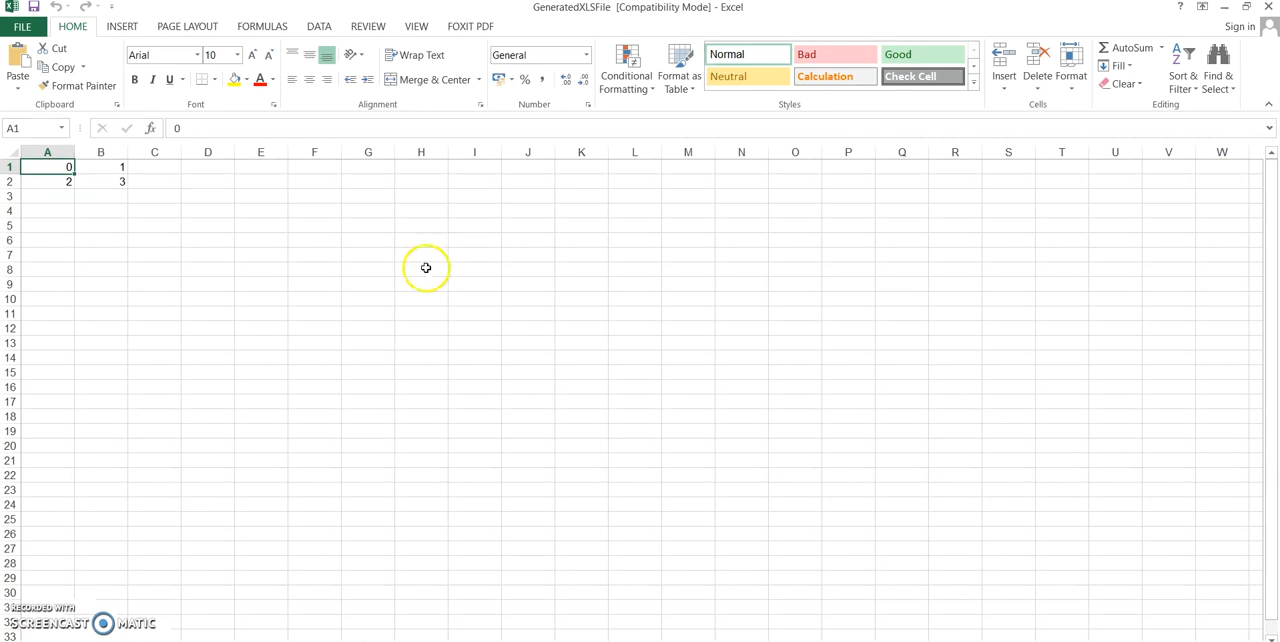 GeneratedXLSFile  [Compatibility Mode] - Excel
?
FILE HOME INSERT PAGE LAYOUT FORMULAS DATA REVIEW VIEW FOXIT PDF Sign in
Paste
Cut
Copy
Format Painter
Clipboard
Arial 10 A A
B I U A
Font
Wrap Text
Merge & Center
Alignment
General
% ,
Number
Conditional
Formatting
Format as
Table
Normal Bad Good
Neutral Calculation Check Cell
Styles
Insert Delete Format
Cells
AutoSum
Fill
Clear
Sort &
Filter
Find &
Select
Editing
A1 fx 0
A B C D E F G H I J K L M N O P Q R S T U V W
1 0 1
2 2 3
3
4
5
6
7
8
9
10
11
12
13
14
15
16
17
18
19
20
21
22
23
24
25
26
27
28
29
30
RECORDED WITH
SCREENCAST MATIC
33